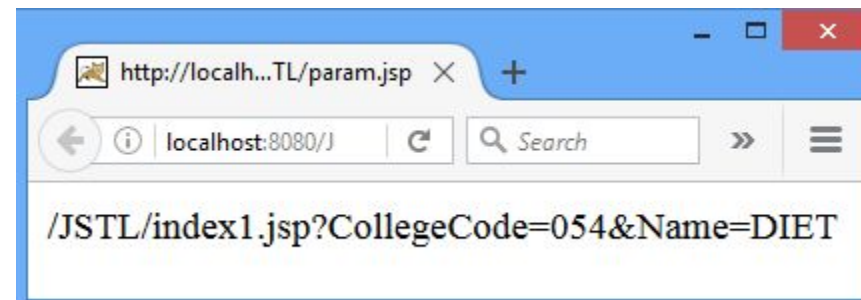 http://localh...TL/param.jsp
localhost:8080/J
Search
/JSTL/index1.jsp?CollegeCode=054&Name=DIET